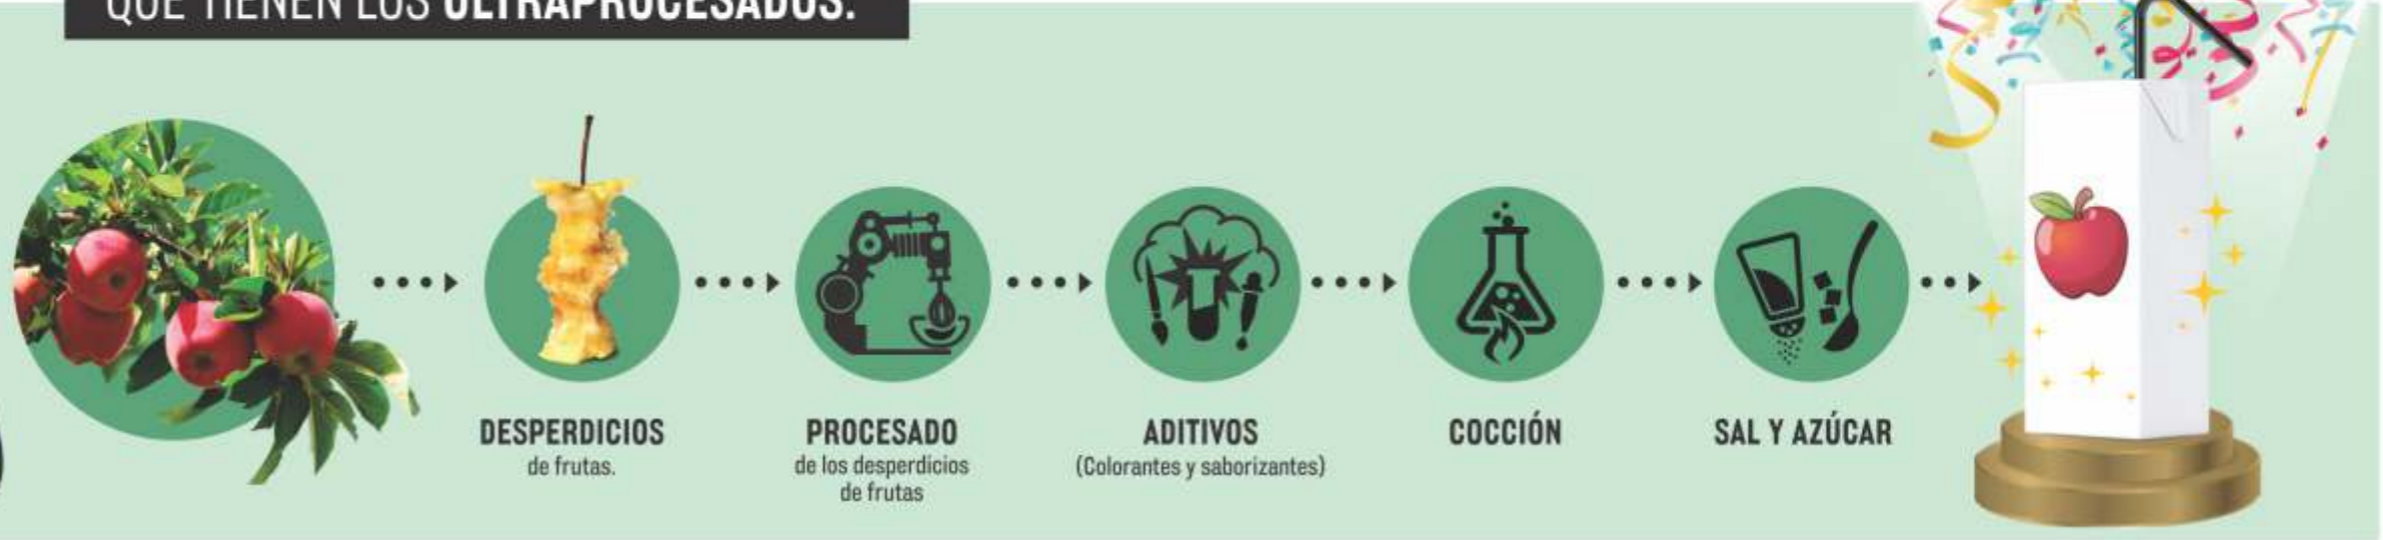 QUE TIENEN LOS ULTRAPROCESADOS:
DESPERDICIOS
de frutas.
PROCESADO
de los desperdicios
de frutas
ADITIVOS
(Colorantes y saborizantes)
COCCIÓN
SAL Y AZÚCAR